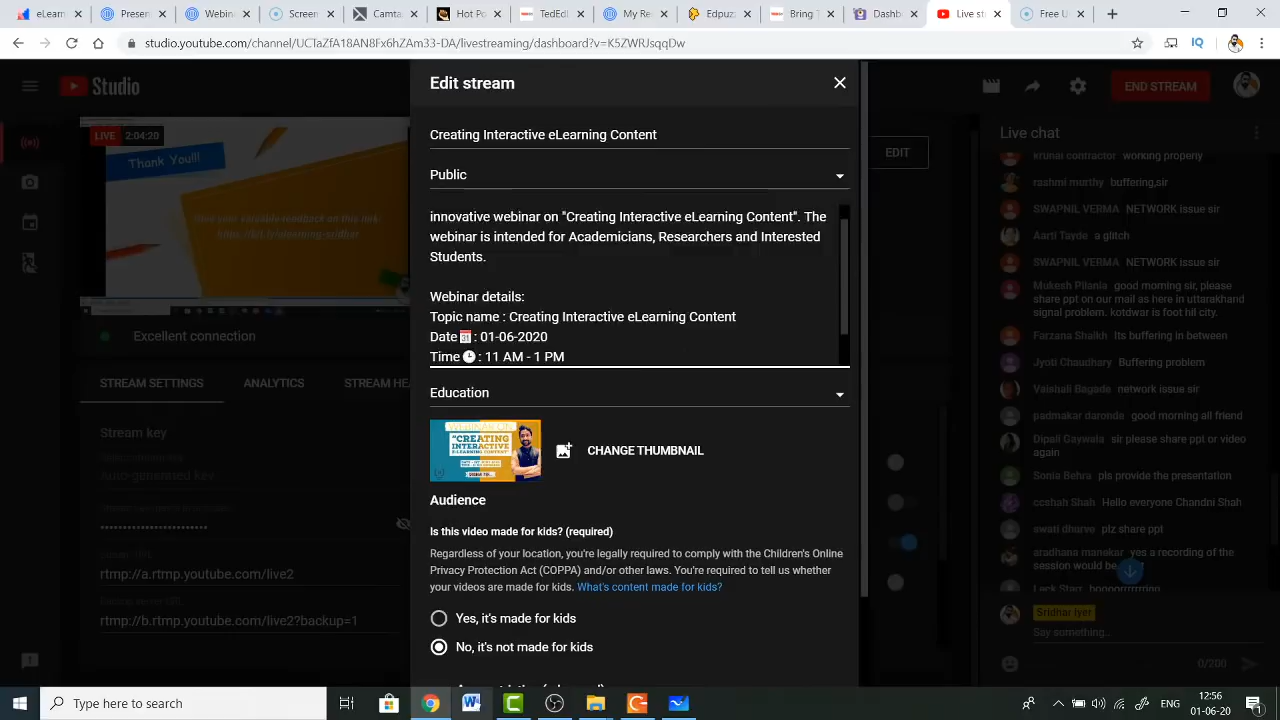 Webin
Screen
Camta
Hot Po
TedEd
My Re
Edpuz
Bring T
Dashb
Live st
Free U
studio.youtube.com/channel/UCTaZfA18AN8Fx6hZAm33-DA/livestreaming/dashboard?v=K5ZWRUsqqDw
IQ
Studio
END STREAM
LIVE 2:04:20
Thank You!!!
EDIT
Excellent connection
STREAM SETTINGS
ANALYTICS
STREAM HEA
Stream key
rtmp://a.rtmp.youtube.com/live2
rtmp://b.rtmp.youtube.com/live2?backup=1
Edit stream
Creating Interactive eLearning Content
Public
innovative webinar on "Creating Interactive eLearning Content". The
webinar is intended for Academicians, Researchers and Interested
Students.
Webinar details:
Topic name : Creating Interactive eLearning Content
Date📅 : 01-06-2020
Time🕒 : 11 AM - 1 PM
Education
"CREATING
INTERACTIVE
CHANGE THUMBNAIL
Audience
Is this video made for kids? (required)
Regardless of your location, you're legally required to comply with the Children's Online
Privacy Protection Act (COPPA) and/or other laws. You're required to tell us whether
your videos are made for kids. What's content made for kids?
Yes, it's made for kids
No, it's not made for kids
Live chat
krunal contractor working properly
rashmi murthy buffering,sir
SWAPNIL VERMA NETWORK issue sir
Aarti Tayde a glitch
SWAPNIL VERMA NETWORK issue sir
Mukesh Pilania good morning sir, please
share ppt on our mail as here in uttarakhand
signal problem. kotdwar is foot hil city.
Farzana Shaikh Its buffering in between
Jyoti Chaudhary Buffering problem
Vaishali Bagade network issue sir
padmakar daronde good morning all friend
Dipali Gaywala sir please share ppt or video
again
Sonia Behra pls provide the presentation
ccshah Shah Hello everyone Chandni Shah
swati dharve plz share ppt
aradhana manekar yes a recording of the
session would be
Sridhar Iyer
Say something...
0/200
Type here to search
12:56
01-06-20
1